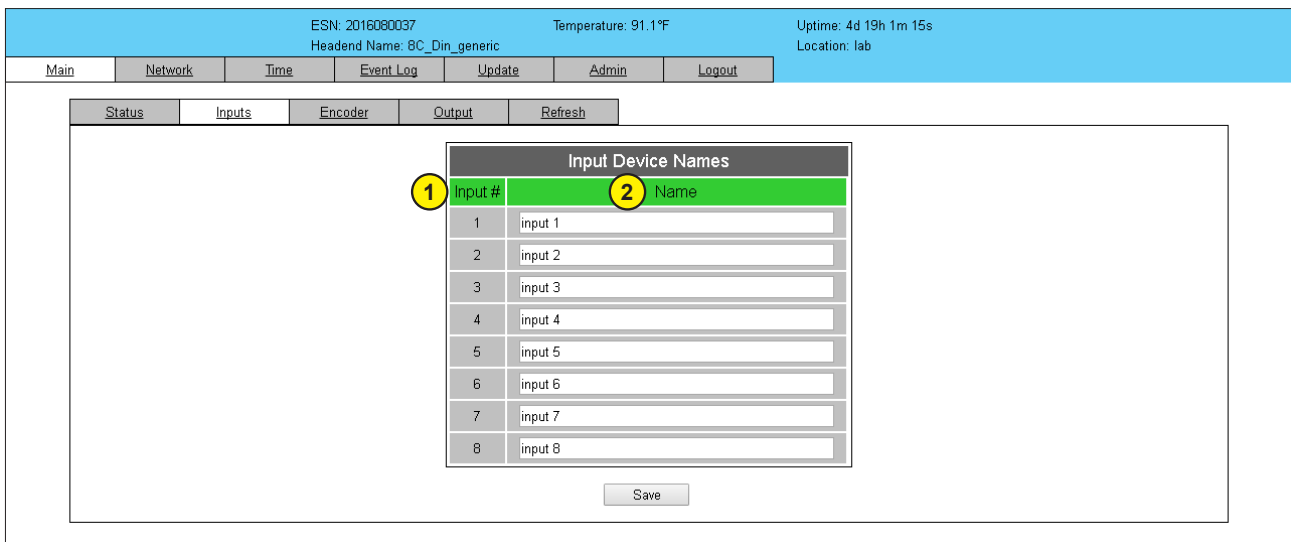 ESN: 2016080037 Temperature: 91.1°F Uptime: 4d 19h 1m 15s
Headend Name: 8C_Din_generic Location: lab
Main Network Time Event Log Update Admin Logout
Status Inputs Encoder Output Refresh
Input Device Names
1 Input # 2 Name
1 input 1
2 input 2
3 input 3
4 input 4
5 input 5
6 input 6
7 input 7
8 input 8
Save